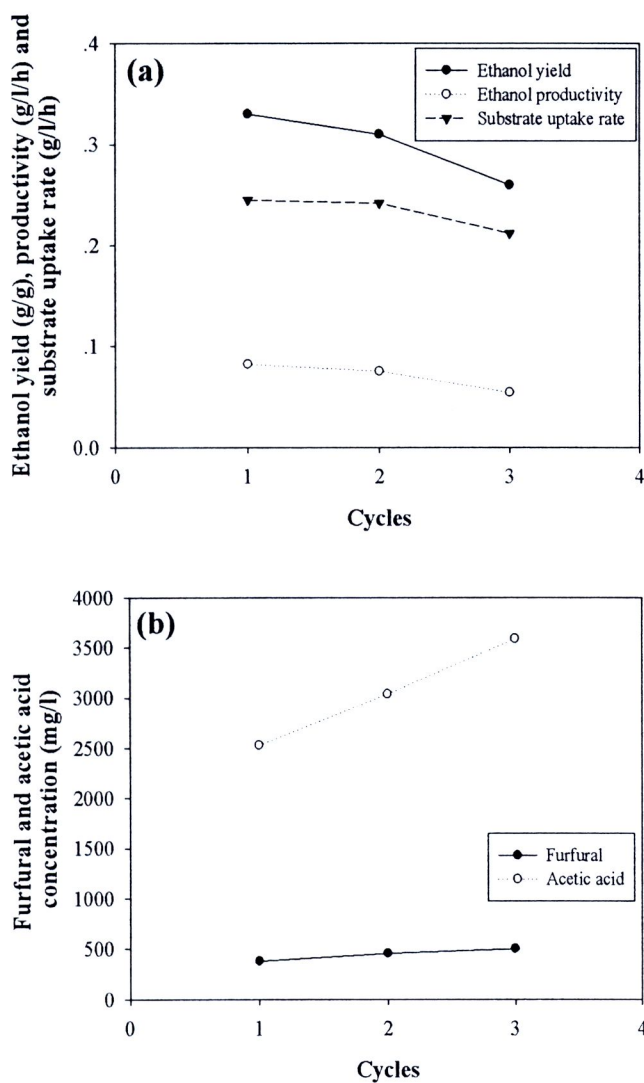 (a)
Ethanol yield (g/g), productivity (g/l/h) and
substrate uptake rate (g/l/h)
.4
.3
.2
.1
0.0
Ethanol yield
Ethanol productivity
Substrate uptake rate
0 1 2 3 4
Cycles
(b)
Furfural and acetic acid
concentration (mg/l)
4000
3500
3000
2500
2000
1500
1000
500
0
Furfural
Acetic acid
0 1 2 3 4
Cycles